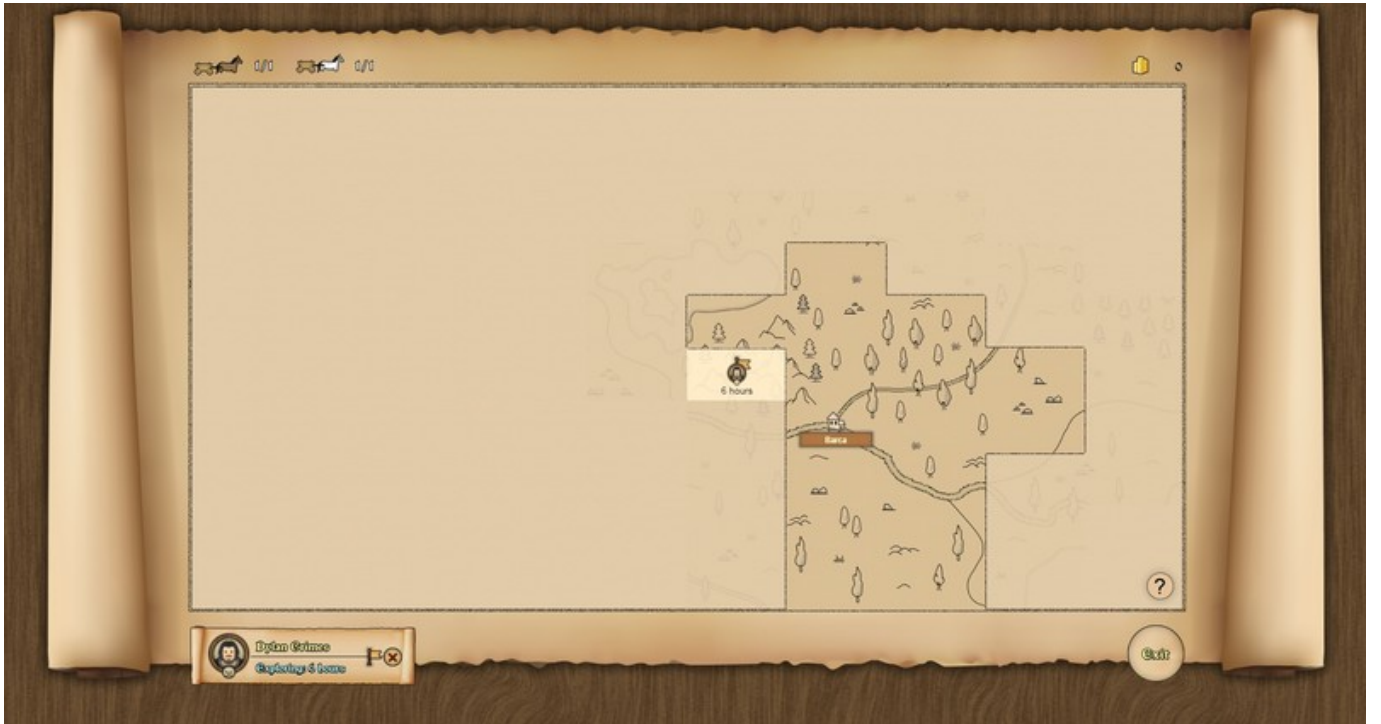 1/1 1/1 0
6 hours
Barca
?
Dylan Grimes
Exploring: 6 hours
Exit